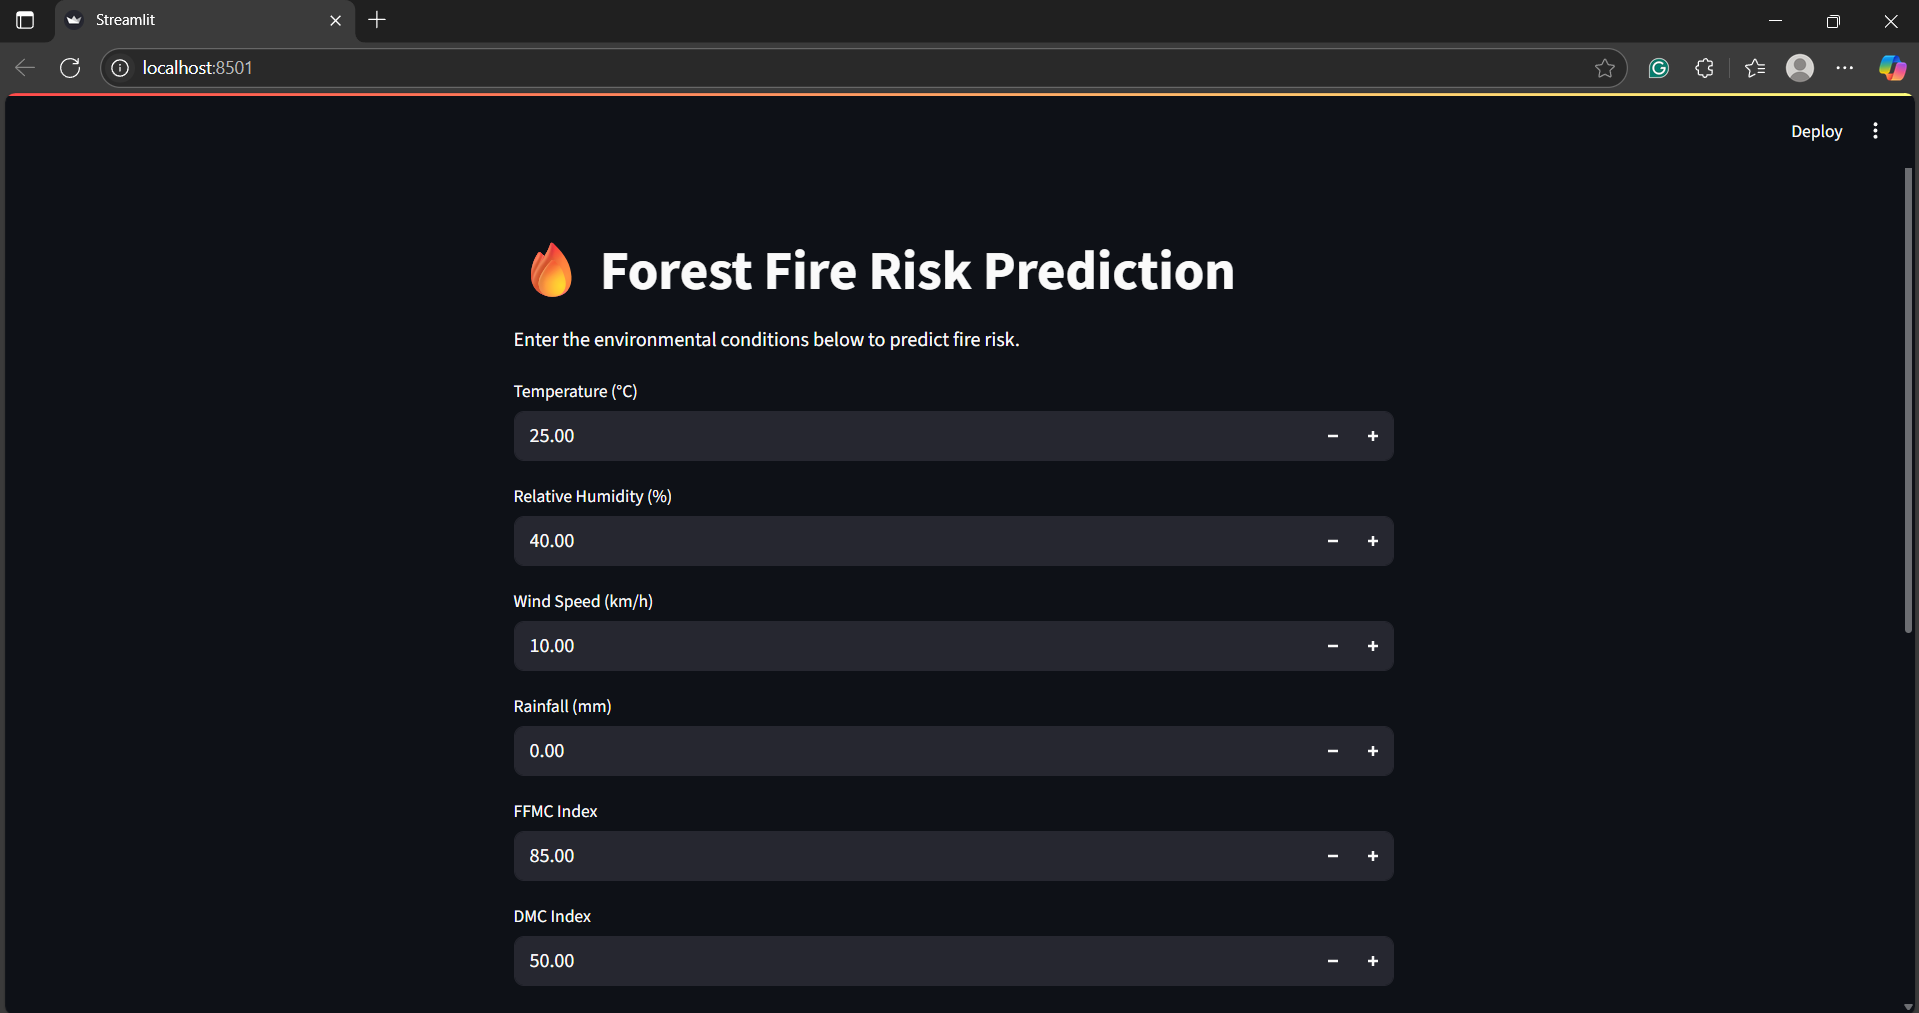 Streamlit
localhost:8501
Deploy
Forest Fire Risk Prediction
Enter the environmental conditions below to predict fire risk.
Temperature (°C)
25.00
Relative Humidity (%)
40.00
Wind Speed (km/h)
10.00
Rainfall (mm)
0.00
FFMC Index
85.00
DMC Index
50.00